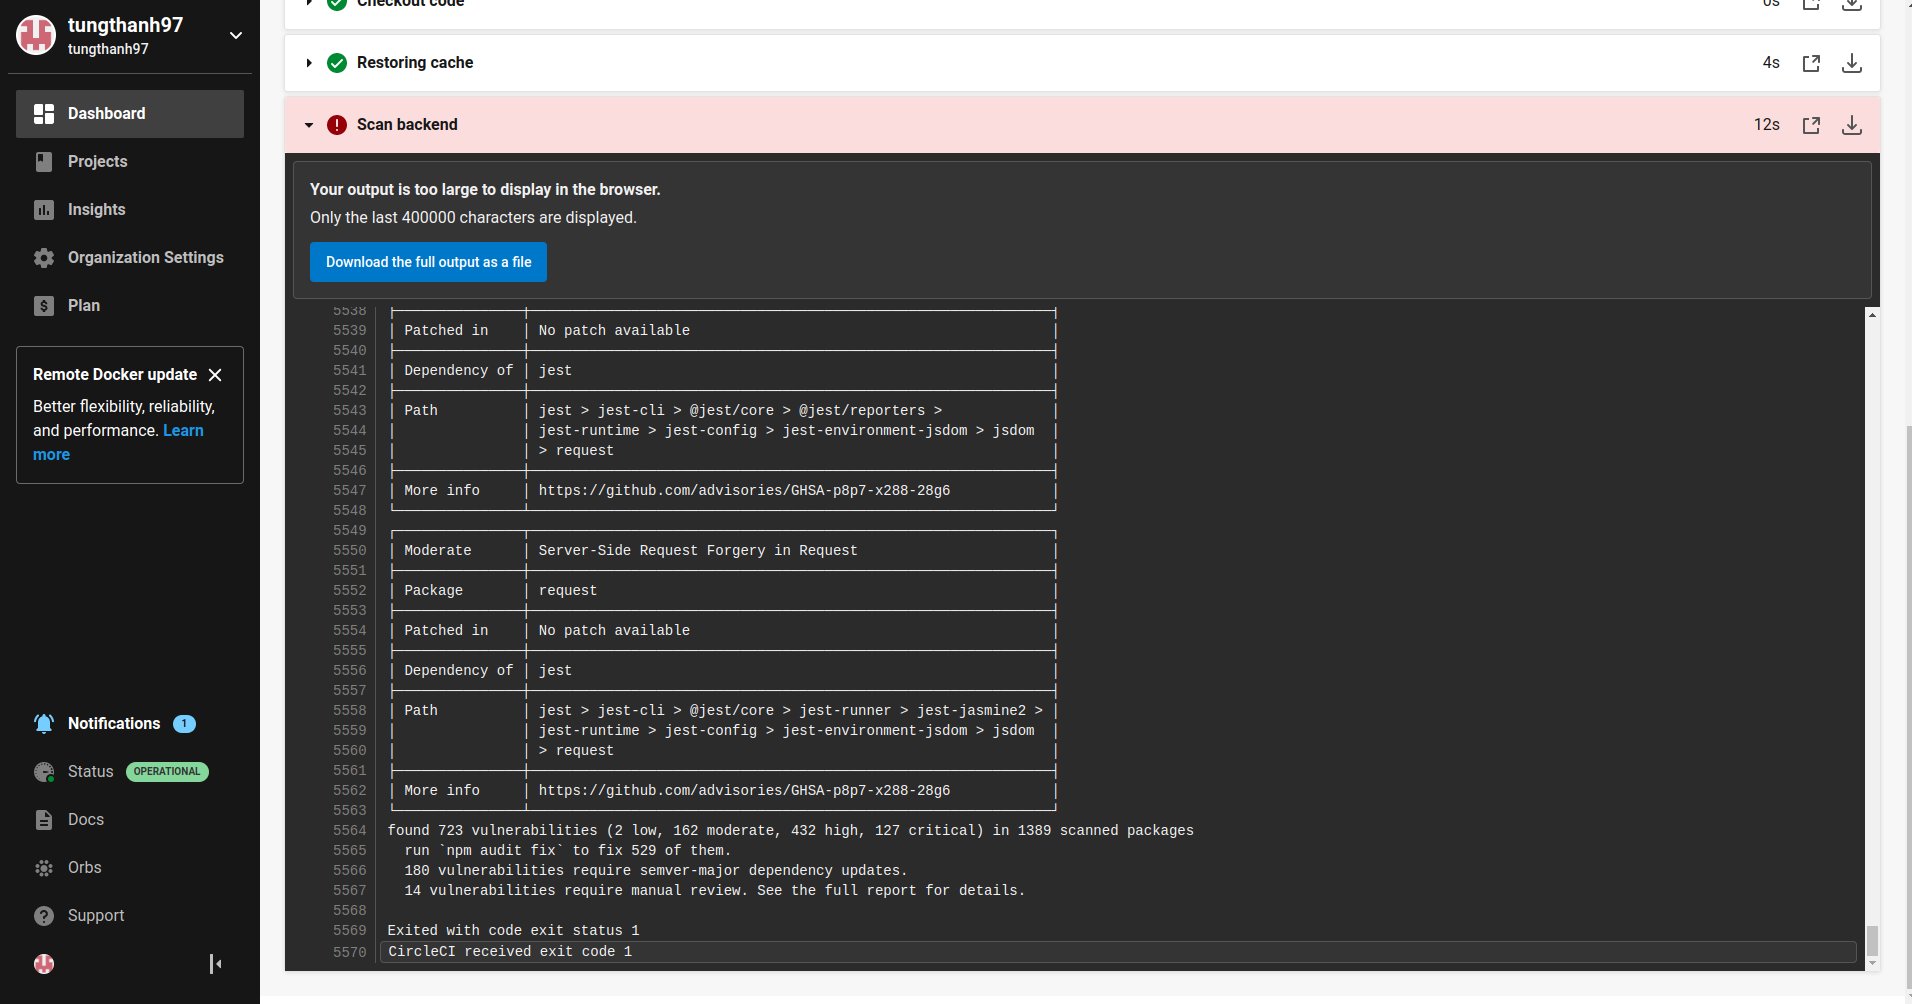 tungthanh97
tungthanh97
Dashboard
Projects
Insights
Organization Settings
Plan
Remote Docker update
Better flexibility, reliability,
and performance. Learn
more
Notifications 1
Status OPERATIONAL
Docs
Orbs
Support
Checkout code 0s
Restoring cache 4s
Scan backend 12s
Your output is too large to display in the browser.
Only the last 400000 characters are displayed.
Download the full output as a file
5538
5539 Patched in No patch available
5540
5541 Dependency of jest
5542
5543 Path jest > jest-cli > @jest/core > @jest/reporters >
5544 jest-runtime > jest-config > jest-environment-jsdom > jsdom
5545 > request
5546
5547 More info https://github.com/advisories/GHSA-p8p7-x288-28g6
5548
5549
5550 Moderate Server-Side Request Forgery in Request
5551
5552 Package request
5553
5554 Patched in No patch available
5555
5556 Dependency of jest
5557
5558 Path jest > jest-cli > @jest/core > jest-runner > jest-jasmine2 >
5559 jest-runtime > jest-config > jest-environment-jsdom > jsdom
5560 > request
5561
5562 More info https://github.com/advisories/GHSA-p8p7-x288-28g6
5563
5564 found 723 vulnerabilities (2 low, 162 moderate, 432 high, 127 critical) in 1389 scanned packages
5565 run `npm audit fix` to fix 529 of them.
5566 180 vulnerabilities require semver-major dependency updates.
5567 14 vulnerabilities require manual review. See the full report for details.
5568
5569 Exited with code exit status 1
5570 CircleCI received exit code 1